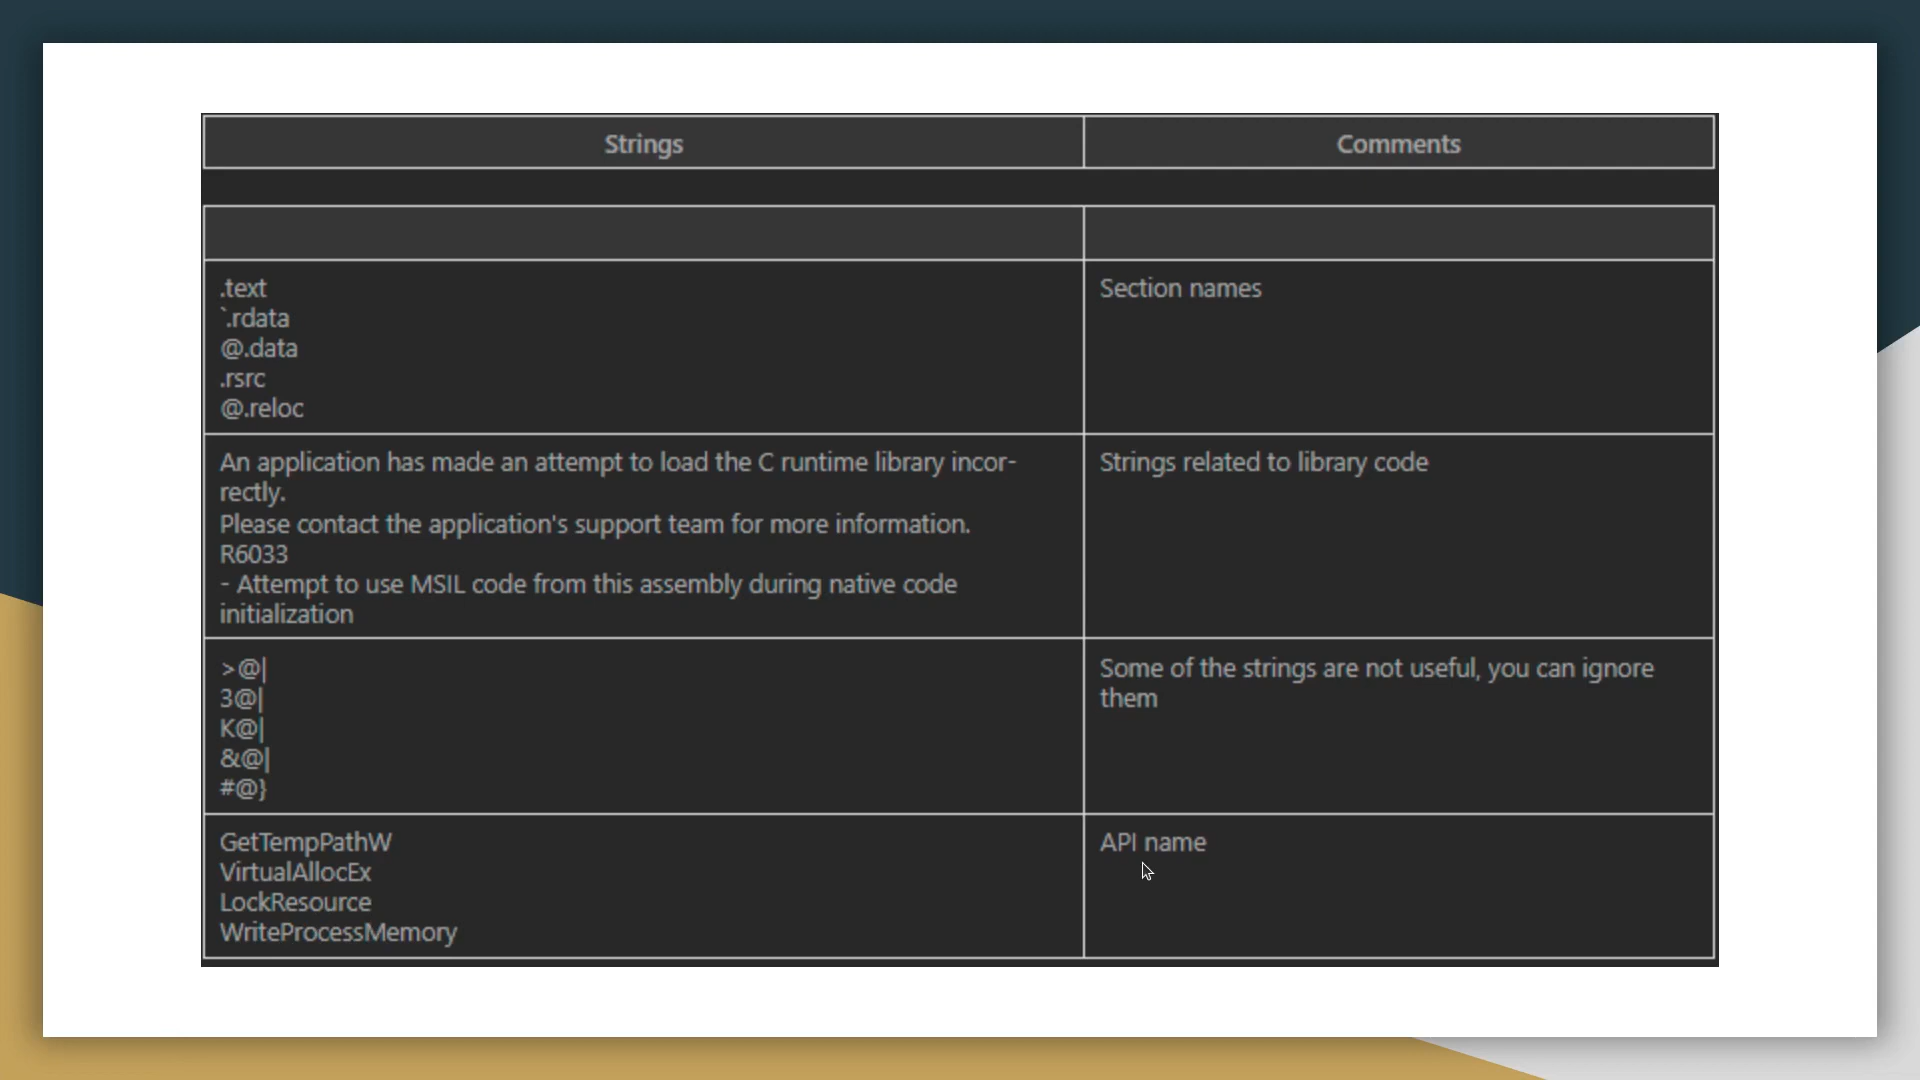 Strings
Comments
.text
`.rdata
@.data
.rsrc
@.reloc
Section names
An application has made an attempt to load the C runtime library incor-
rectly.
Please contact the application's support team for more information.
R6033
- Attempt to use MSIL code from this assembly during native code
initialization
Strings related to library code
>@|
3@|
K@|
&@|
#@}
Some of the strings are not useful, you can ignore
them
GetTempPathW
VirtualAllocEx
LockResource
WriteProcessMemory
API name